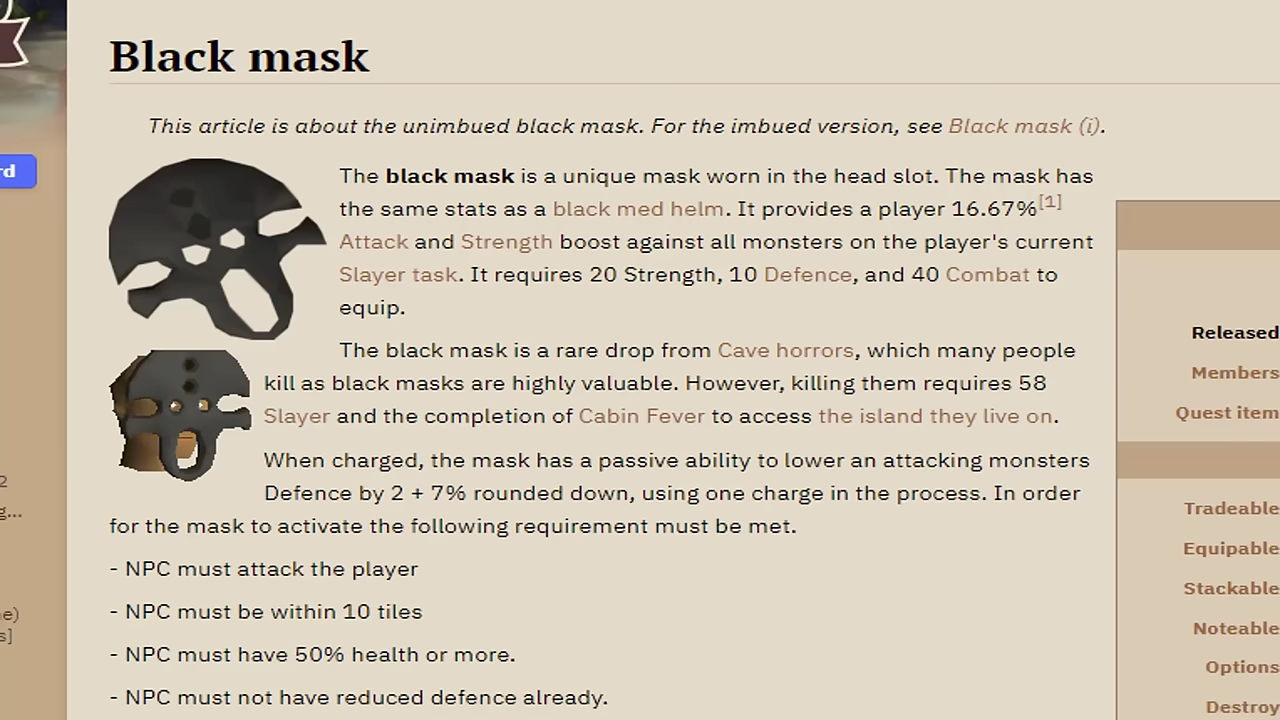 Black mask
This article is about the unimbued black mask. For the imbued version, see Black mask (i).
The black mask is a unique mask worn in the head slot. The mask has
the same stats as a black med helm. It provides a player 16.67%[1]
Attack and Strength boost against all monsters on the player's current
Slayer task. It requires 20 Strength, 10 Defence, and 40 Combat to
equip.
The black mask is a rare drop from Cave horrors, which many people
kill as black masks are highly valuable. However, killing them requires 58
Slayer and the completion of Cabin Fever to access the island they live on.
When charged, the mask has a passive ability to lower an attacking monsters
Defence by 2 + 7% rounded down, using one charge in the process. In order
for the mask to activate the following requirement must be met.
- NPC must attack the player
- NPC must be within 10 tiles
- NPC must have 50% health or more.
- NPC must not have reduced defence already.
Released
Members
Quest item
Tradeable
Equipable
Stackable
Noteable
Options
Destroy